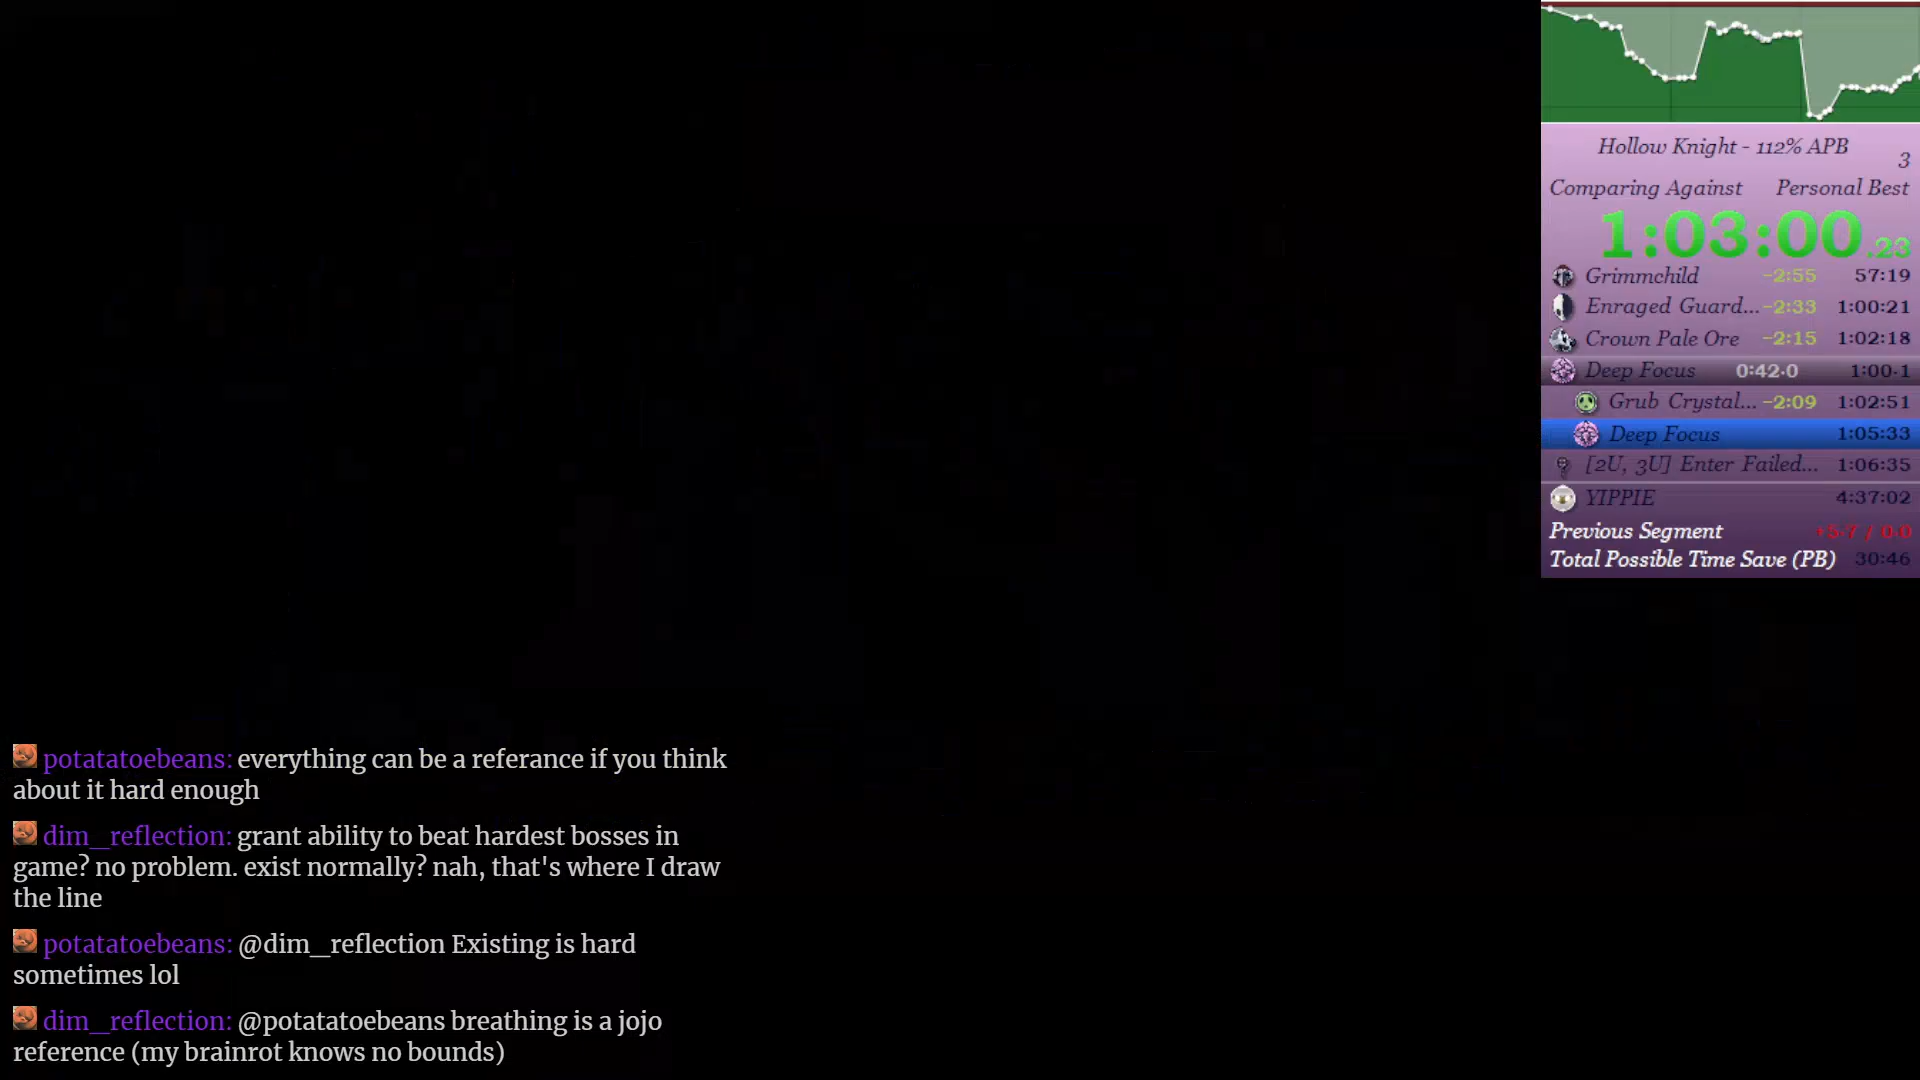 Hollow Knight - 112% APB
3
Comparing Against Personal Best
1:03:00.23
Grimmchild -2:55 57:19
Enraged Guard... -2:33 1:00:21
Crown Pale Ore -2:15 1:02:18
Deep Focus 0:42.0 1:00.1
Grub Crystal... -2:09 1:02:51
Deep Focus 1:05:33
[2U, 3U] Enter Failed... 1:06:35
YIPPIE 4:37:02
Previous Segment +5.7 / 0.0
Total Possible Time Save (PB) 30:46
potatatoebeans: everything can be a referance if you think
about it hard enough
dim_reflection: grant ability to beat hardest bosses in
game? no problem. exist normally? nah, that's where I draw
the line
potatatoebeans: @dim_reflection Existing is hard
sometimes lol
dim_reflection: @potatatoebeans breathing is a jojo
reference (my brainrot knows no bounds)